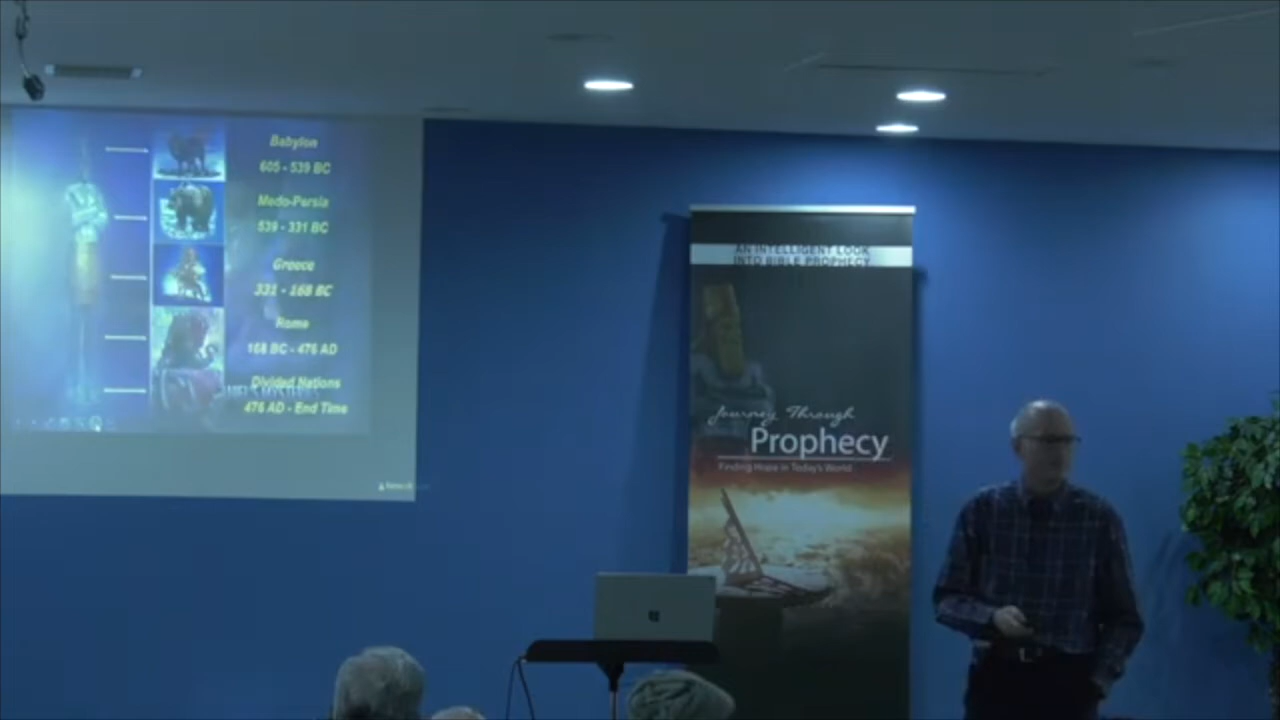 Babylon
605 - 539 BC
Medo-Persia
539 - 331 BC
Greece
331 - 168 BC
Rome
168 BC - 476 AD
Divided Nations
476 AD - End Time
AN INTELLIGENT LOOK
INTO BIBLE PROPHECY
Journey Through
Prophecy
Finding Hope in Today's World